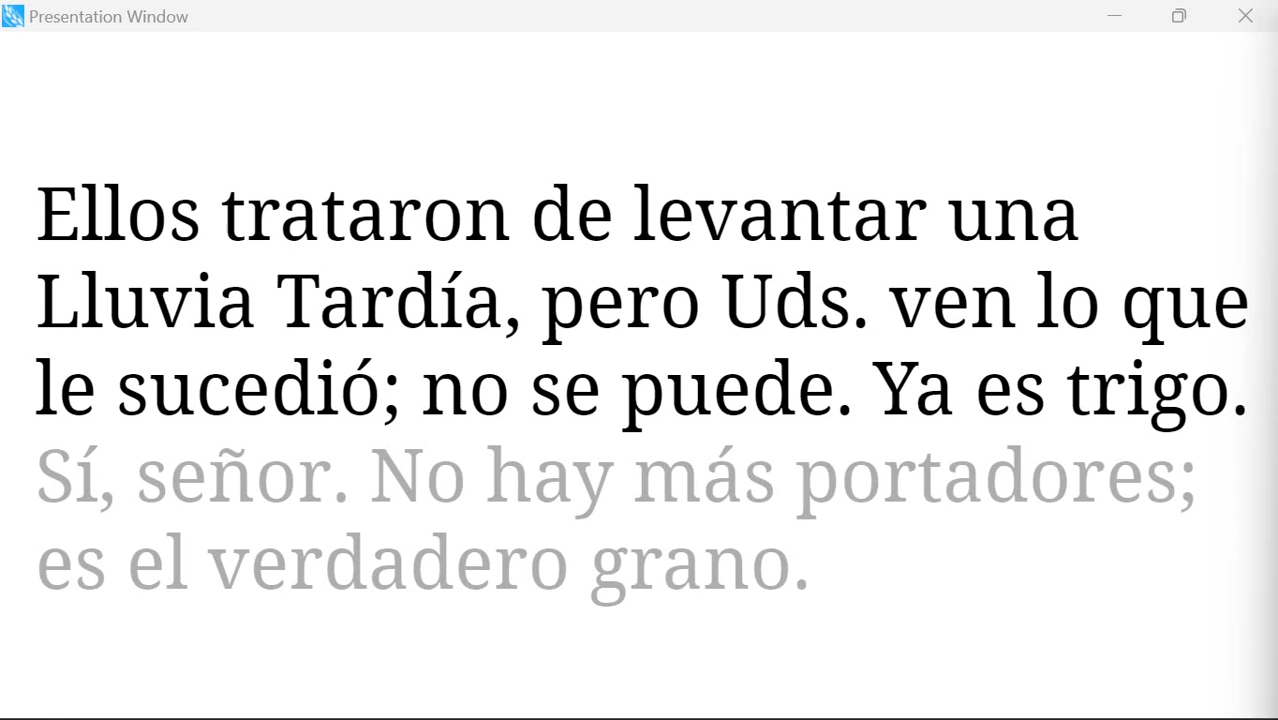 Presentation Window
Ellos trataron de levantar una
Lluvia Tardía, pero Uds. ven lo que
le sucedió; no se puede. Ya es trigo.
Sí, señor. No hay más portadores;
es el verdadero grano.